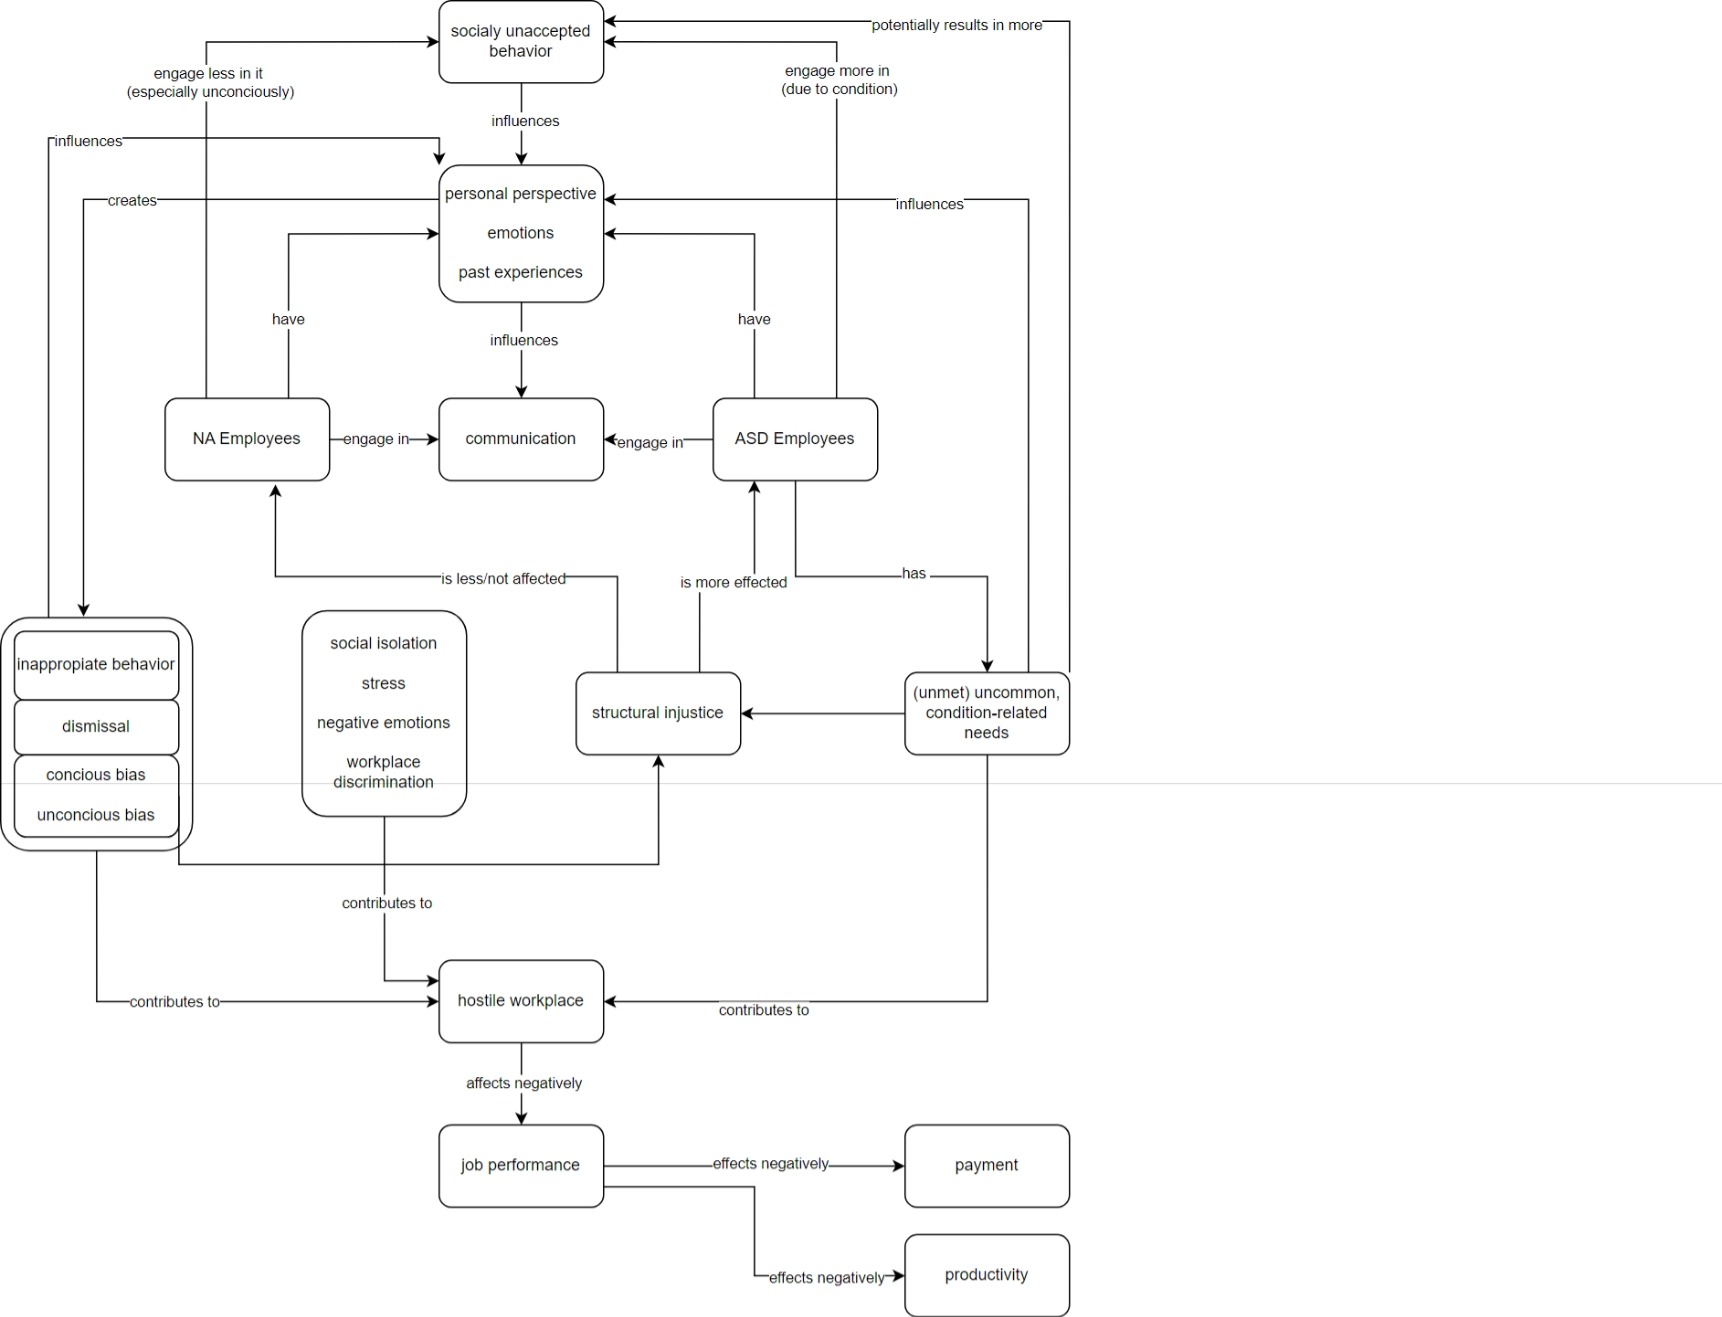 socialy unaccepted
behavior
potentially results in more
engage less in it
(especially unconciously)
engage more in
(due to condition)
influences
influences
personal perspective
emotions
past experiences
creates
influences
have
have
influences
NA Employees
engage in
communication
engage in
ASD Employees
is less/not affected
is more effected
has
inappropiate behavior
dismissal
concious bias
unconcious bias
social isolation
stress
negative emotions
workplace
discrimination
structural injustice
(unmet) uncommon,
condition-related
needs
contributes to
contributes to
hostile workplace
contributes to
affects negatively
job performance
effects negatively
payment
effects negatively
productivity